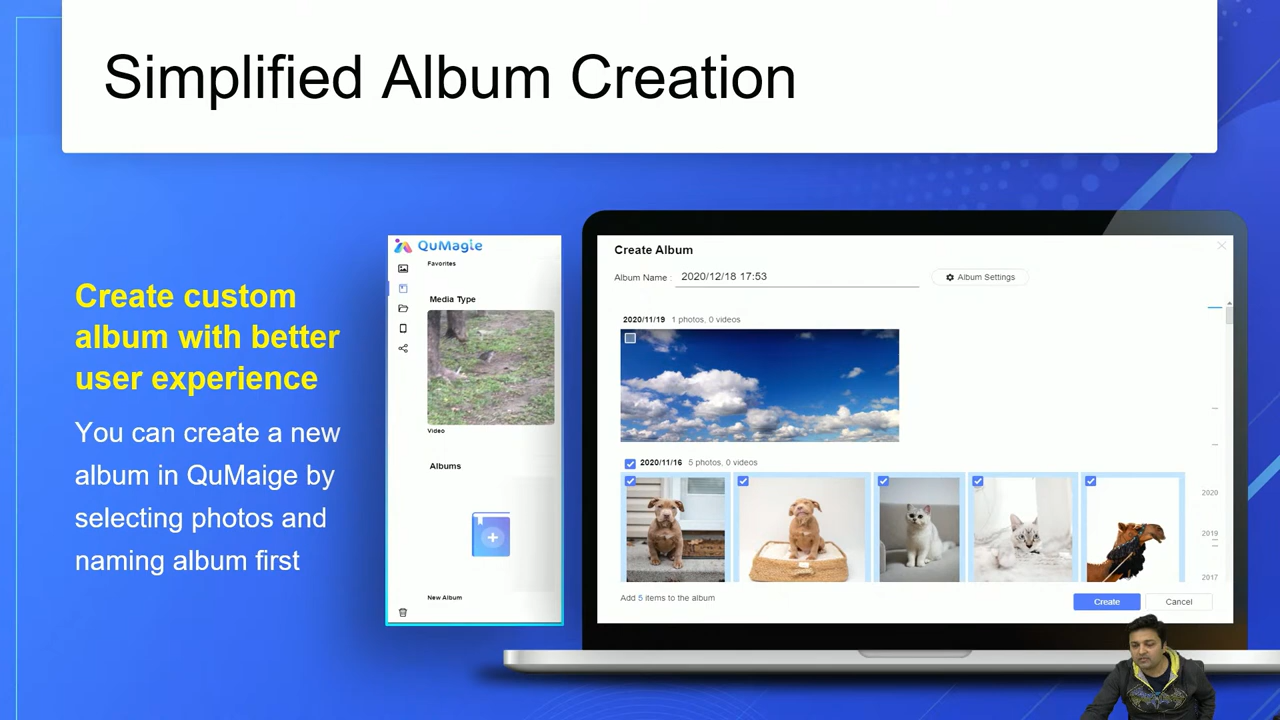 Simplified Album Creation
Create custom
album with better
user experience
You can create a new
album in QuMaige by
selecting photos and
naming album first
QuMagie
Favorites
Media Type
Video
Albums
New Album
Create Album
Album Name : 2020/12/18 17:53
Album Settings
2020/11/19 1 photos, 0 videos
2020/11/16 5 photos, 0 videos
2020
2019
2017
Add 5 items to the album
Create
Cancel